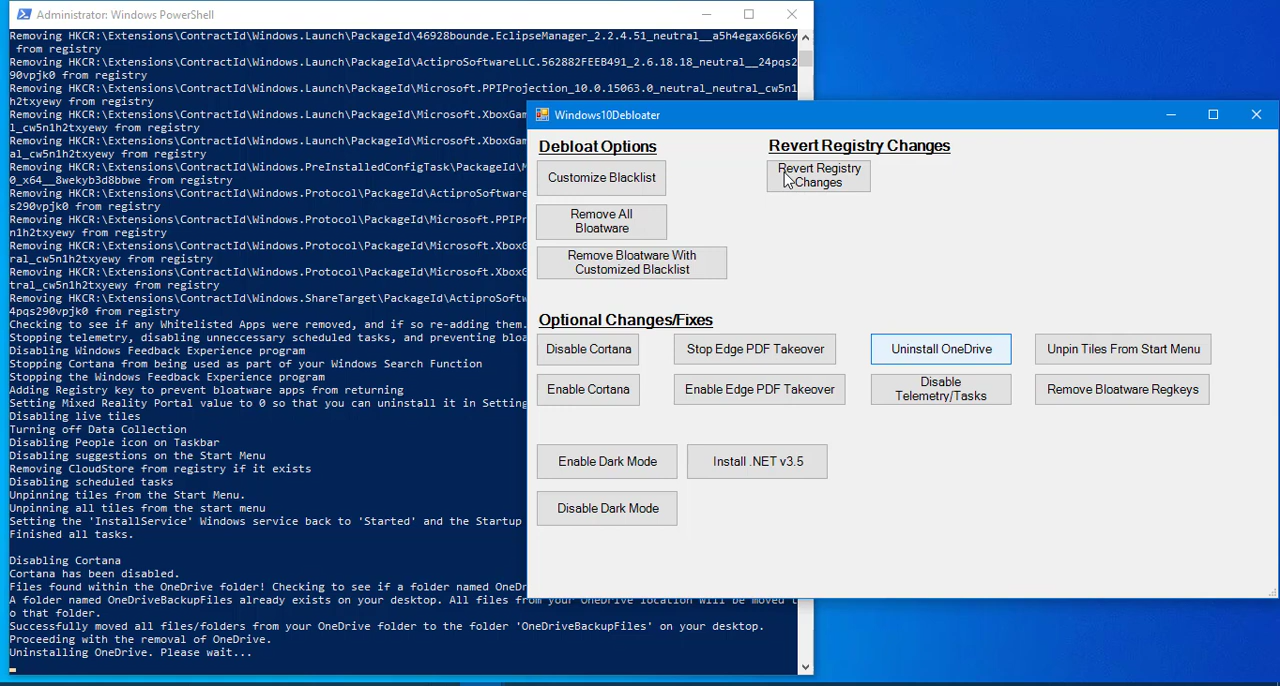 Administrator: Windows PowerShell
Removing HKCR:\Extensions\ContractId\Windows.Launch\PackageId\46928bounde.EclipseManager_2.2.4.51_neutral__a5h4egax66k6y
from registry
Removing HKCR:\Extensions\ContractId\Windows.Launch\PackageId\ActiproSoftwareLLC.562882FEEB491_2.6.18.18_neutral__24pqs2
90vpjk0 from registry
Removing HKCR:\Extensions\ContractId\Windows.Launch\PackageId\Microsoft.PPIProjection_10.0.15063.0_neutral_neutral_cw5n1
h2txyewy from registry
Removing HKCR:\Extensions\ContractId\Windows.Launch\PackageId\Microsoft.XboxGam
l_cw5n1h2txyewy from registry
Removing HKCR:\Extensions\ContractId\Windows.Launch\PackageId\Microsoft.XboxGam
l_cw5n1h2txyewy from registry
Removing HKCR:\Extensions\ContractId\Windows.PreInstalledConfigTask\PackageId\M
0_x64__8wekyb3d8bbwe from registry
Removing HKCR:\Extensions\ContractId\Windows.Protocol\PackageId\ActiproSoftware
s290vpjk0 from registry
Removing HKCR:\Extensions\ContractId\Windows.Protocol\PackageId\Microsoft.PPIPr
n1h2txyewy from registry
Removing HKCR:\Extensions\ContractId\Windows.Protocol\PackageId\Microsoft.XboxG
ral_cw5n1h2txyewy from registry
Removing HKCR:\Extensions\ContractId\Windows.Protocol\PackageId\Microsoft.XboxG
tral_cw5n1h2txyewy from registry
Removing HKCR:\Extensions\ContractId\Windows.ShareTarget\PackageId\ActiproSoftw
4pqs290vpjk0 from registry
Checking to see if any Whitelisted Apps were removed, and if so re-adding them.
Stopping telemetry, disabling unneccessary scheduled tasks, and preventing bloa
Disabling Windows Feedback Experience program
Stopping Cortana from being used as part of your Windows Search Function
Stopping the Windows Feedback Experience program
Adding Registry key to prevent bloatware apps from returning
Setting Mixed Reality Portal value to 0 so that you can uninstall it in Setting
Disabling live tiles
Turning off Data Collection
Disabling People icon on Taskbar
Disabling suggestions on the Start Menu
Removing CloudStore from registry if it exists
Disabling scheduled tasks
Unpinning tiles from the Start Menu.
Unpinning all tiles from the start menu
Setting the 'InstallService' Windows service back to 'Started' and the Startup
Finished all tasks.
Disabling Cortana
Cortana has been disabled.
Files found within the OneDrive folder! Checking to see if a folder named OneDr
A folder named OneDriveBackupFiles already exists on your desktop. All files from your OneDrive location will be moved t
o that folder.
Successfully moved all files/folders from your OneDrive folder to the folder 'OneDriveBackupFiles' on your desktop.
Proceeding with the removal of OneDrive.
Uninstalling OneDrive. Please wait...
Windows10Debloater
Debloat Options
Customize Blacklist
Remove All
Bloatware
Remove Bloatware With
Customized Blacklist
Revert Registry Changes
Revert Registry
Changes
Optional Changes/Fixes
Disable Cortana
Stop Edge PDF Takeover
Uninstall OneDrive
Unpin Tiles From Start Menu
Enable Cortana
Enable Edge PDF Takeover
Disable
Telemetry/Tasks
Remove Bloatware Regkeys
Enable Dark Mode
Install .NET v3.5
Disable Dark Mode